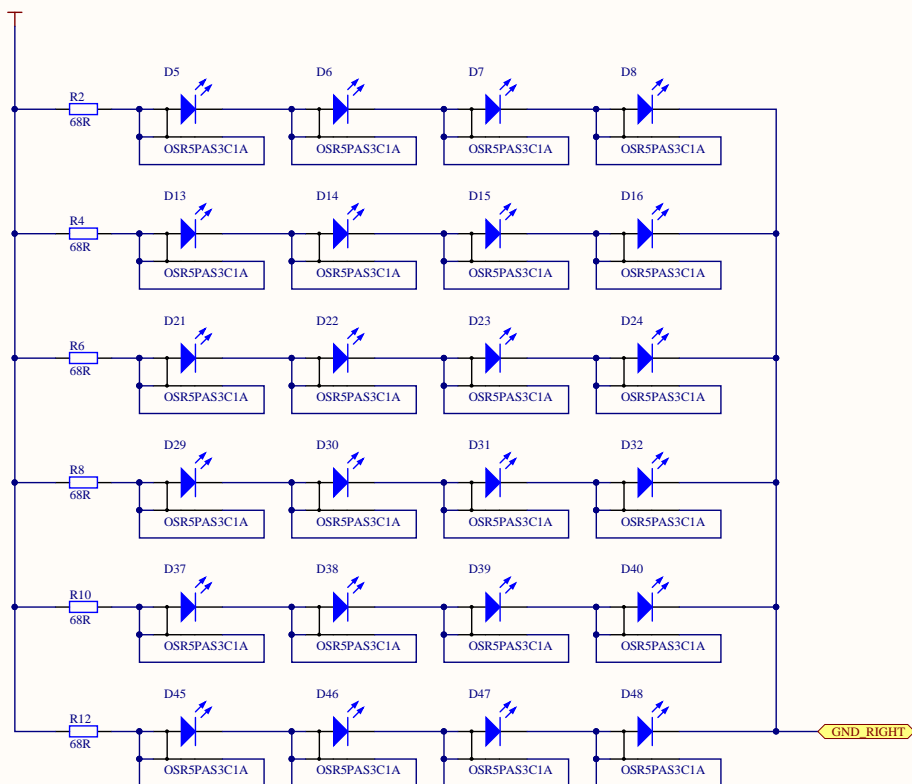 D5 D6 D7 D8
R2
68R
OSR5PAS3C1A OSR5PAS3C1A OSR5PAS3C1A OSR5PAS3C1A
D13 D14 D15 D16
R4
68R
OSR5PAS3C1A OSR5PAS3C1A OSR5PAS3C1A OSR5PAS3C1A
D21 D22 D23 D24
R6
68R
OSR5PAS3C1A OSR5PAS3C1A OSR5PAS3C1A OSR5PAS3C1A
D29 D30 D31 D32
R8
68R
OSR5PAS3C1A OSR5PAS3C1A OSR5PAS3C1A OSR5PAS3C1A
D37 D38 D39 D40
R10
68R
OSR5PAS3C1A OSR5PAS3C1A OSR5PAS3C1A OSR5PAS3C1A
D45 D46 D47 D48
R12
GND_RIGHT
68R
OSR5PAS3C1A OSR5PAS3C1A OSR5PAS3C1A OSR5PAS3C1A